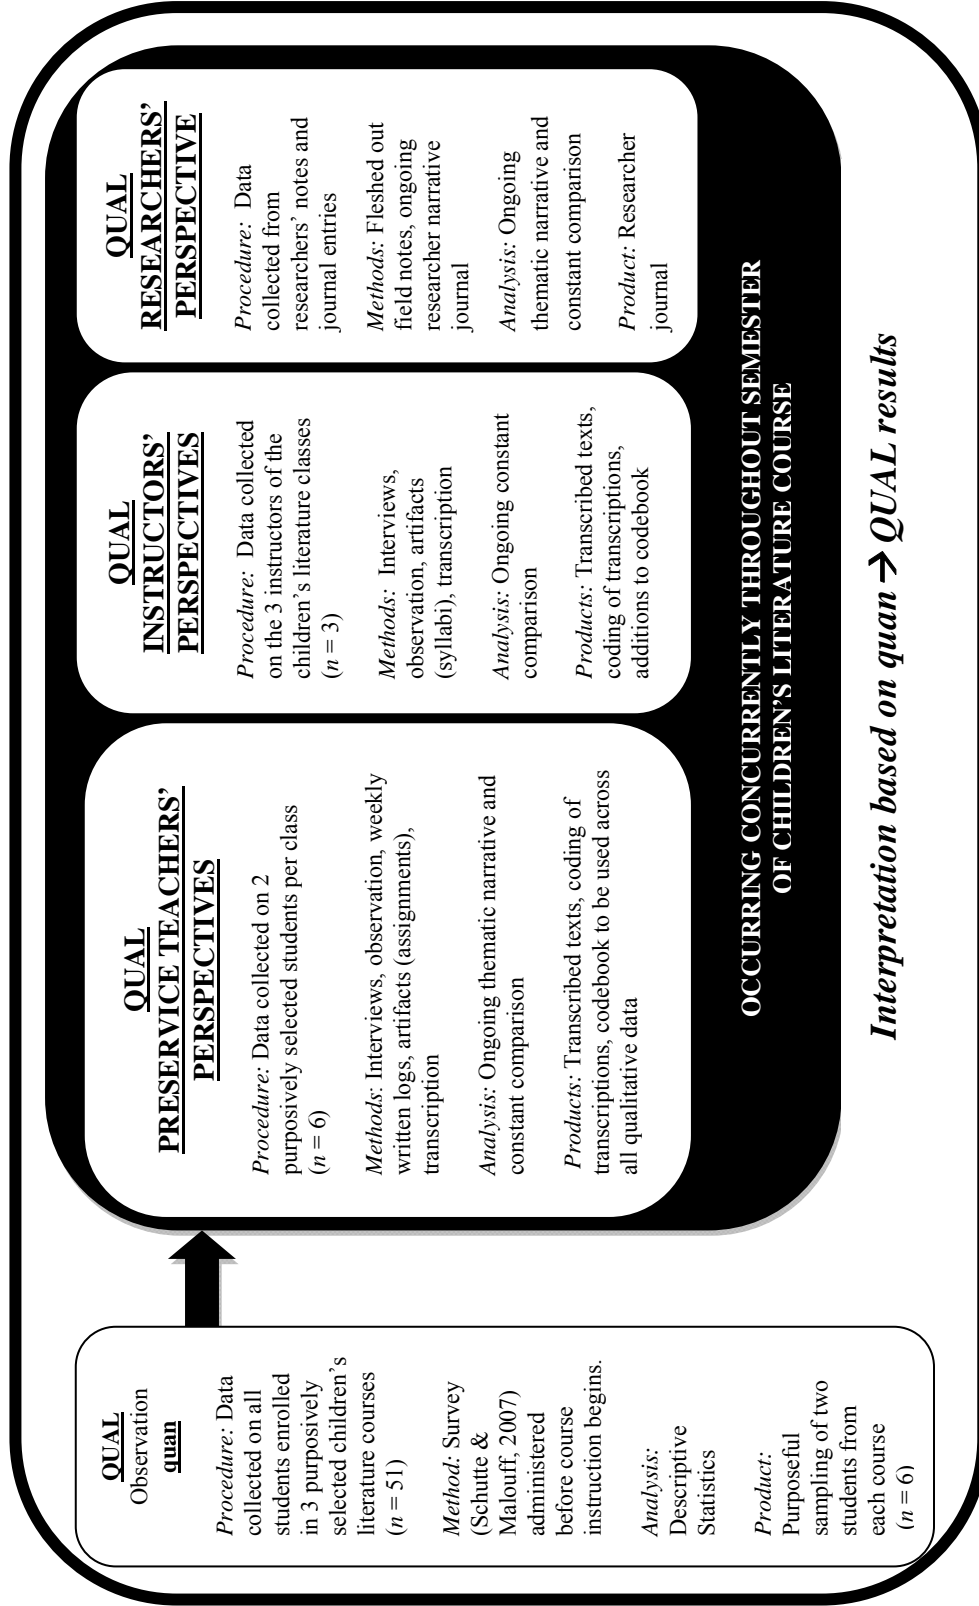 QUAL
Observation
quan
Procedure: Data
collected on all
students enrolled
in 3 purposively
selected children’s
literature courses
(n = 51)
Method: Survey
(Schutte &
Malouff, 2007)
administered
before course
instruction begins.
Analysis:
Descriptive
Statistics
Product:
Purposeful
sampling of two
students from
each course
(n = 6)
QUAL
PRESERVICE TEACHERS’
PERSPECTIVES
Procedure: Data collected on 2
purposively selected students per class
(n = 6)
Methods: Interviews, observation, weekly
written logs, artifacts (assignments),
transcription
Analysis: Ongoing thematic narrative and
constant comparison
Products: Transcribed texts, coding of
transcriptions, codebook to be used across
all qualitative data
QUAL
INSTRUCTORS’
PERSPECTIVES
Procedure: Data collected
on the 3 instructors of the
children’s literature classes
(n = 3)
Methods: Interviews,
observation, artifacts
(syllabi), transcription
Analysis: Ongoing constant
comparison
Products: Transcribed texts,
coding of transcriptions,
additions to codebook
QUAL
RESEARCHERS’
PERSPECTIVE
Procedure: Data
collected from
researchers’ notes and
journal entries
Methods: Fleshed out
field notes, ongoing
researcher narrative
journal
Analysis: Ongoing
thematic narrative and
constant comparison
Product: Researcher
journal
OCCURRING CONCURRENTLY THROUGHOUT SEMESTER
OF CHILDREN’S LITERATURE COURSE
Interpretation based on quan → QUAL results